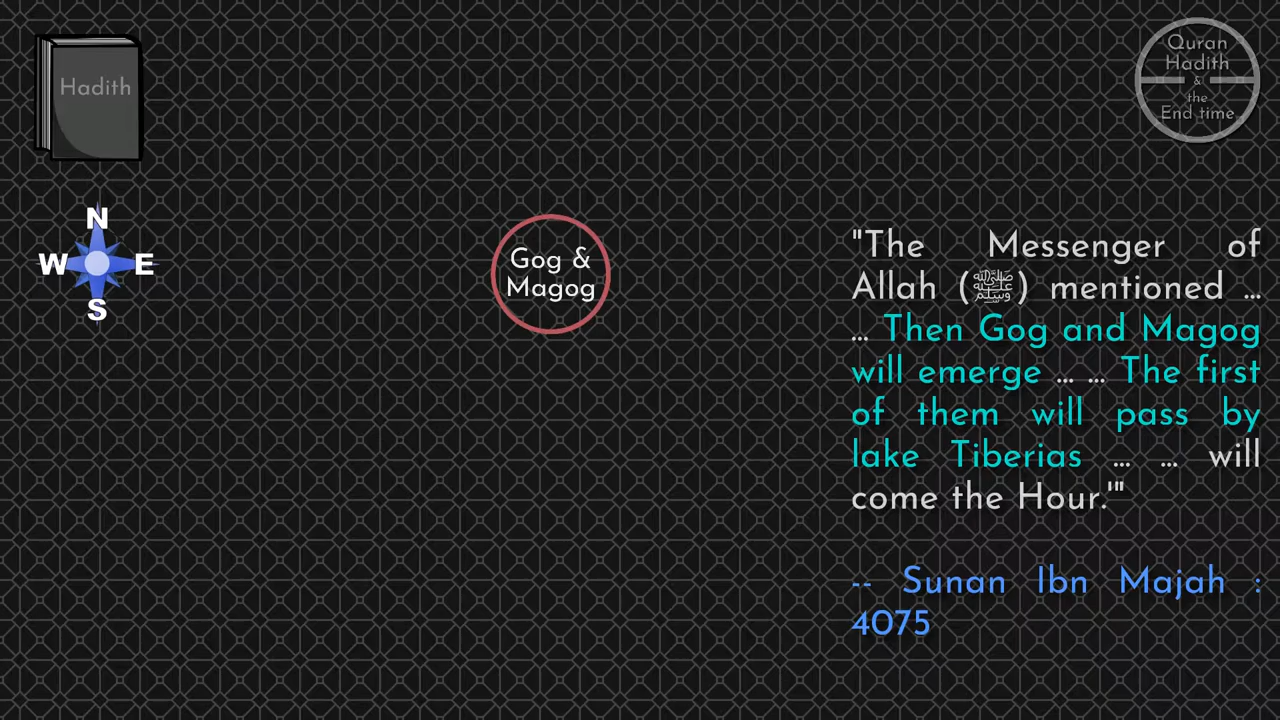 Hadith
Quran
Hadith
&
the
End time
N
W E
S
Gog &
Magog
"The Messenger of
Allah (ﷺ) mentioned ...
... Then Gog and Magog
will emerge ... ... The first
of them will pass by
lake Tiberias ... ... will
come the Hour.'"
-- Sunan Ibn Majah :
4075